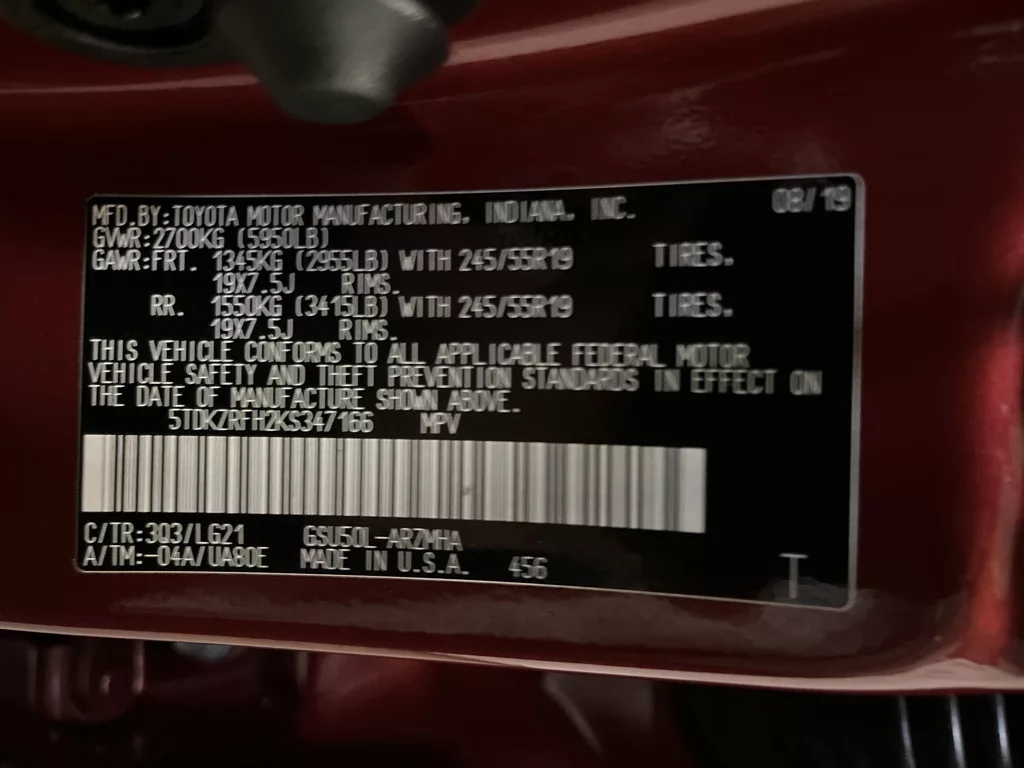 MFD.BY:TOYOTA MOTOR MANUFACTURING, INDIANA, INC. 08/19
GVWR:2700KG (5950LB)
GAWR:FRT. 1345KG (2955LB) WITH 245/55R19 TIRES.
19X7.5J RIMS.
RR. 1550KG (3415LB) WITH 245/55R19 TIRES.
19X7.5J RIMS.
THIS VEHICLE CONFORMS TO ALL APPLICABLE FEDERAL MOTOR
VEHICLE SAFETY AND THEFT PREVENTION STANDARDS IN EFFECT ON
THE DATE OF MANUFACTURE SHOWN ABOVE.
5TDKZRFH2KS347166 MPV
C/TR:3Q3/LG21 GSU50L-ARZMHA
A/TM:-04A/UA80E MADE IN U.S.A. 456
T